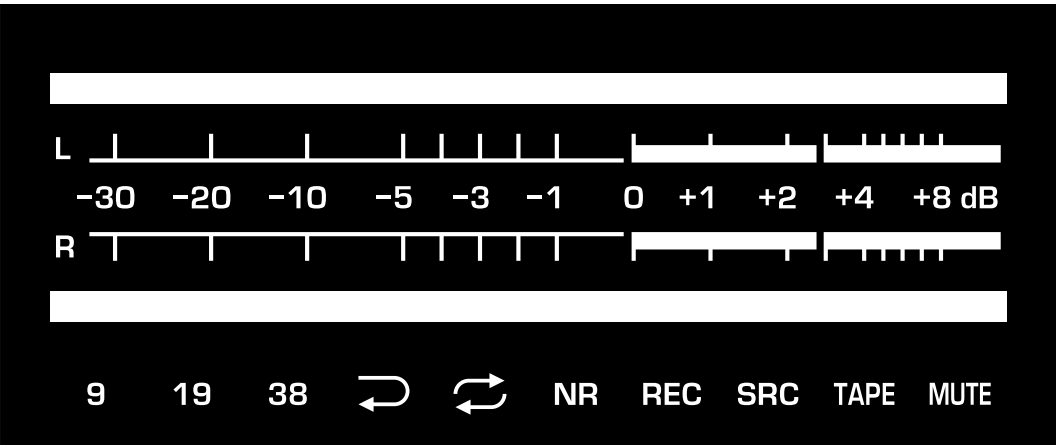 L
−30 −20 −10 −5 −3 −1 0 +1 +2 +4 +8 dB
R
9 19 38 NR REC SRC TAPE MUTE